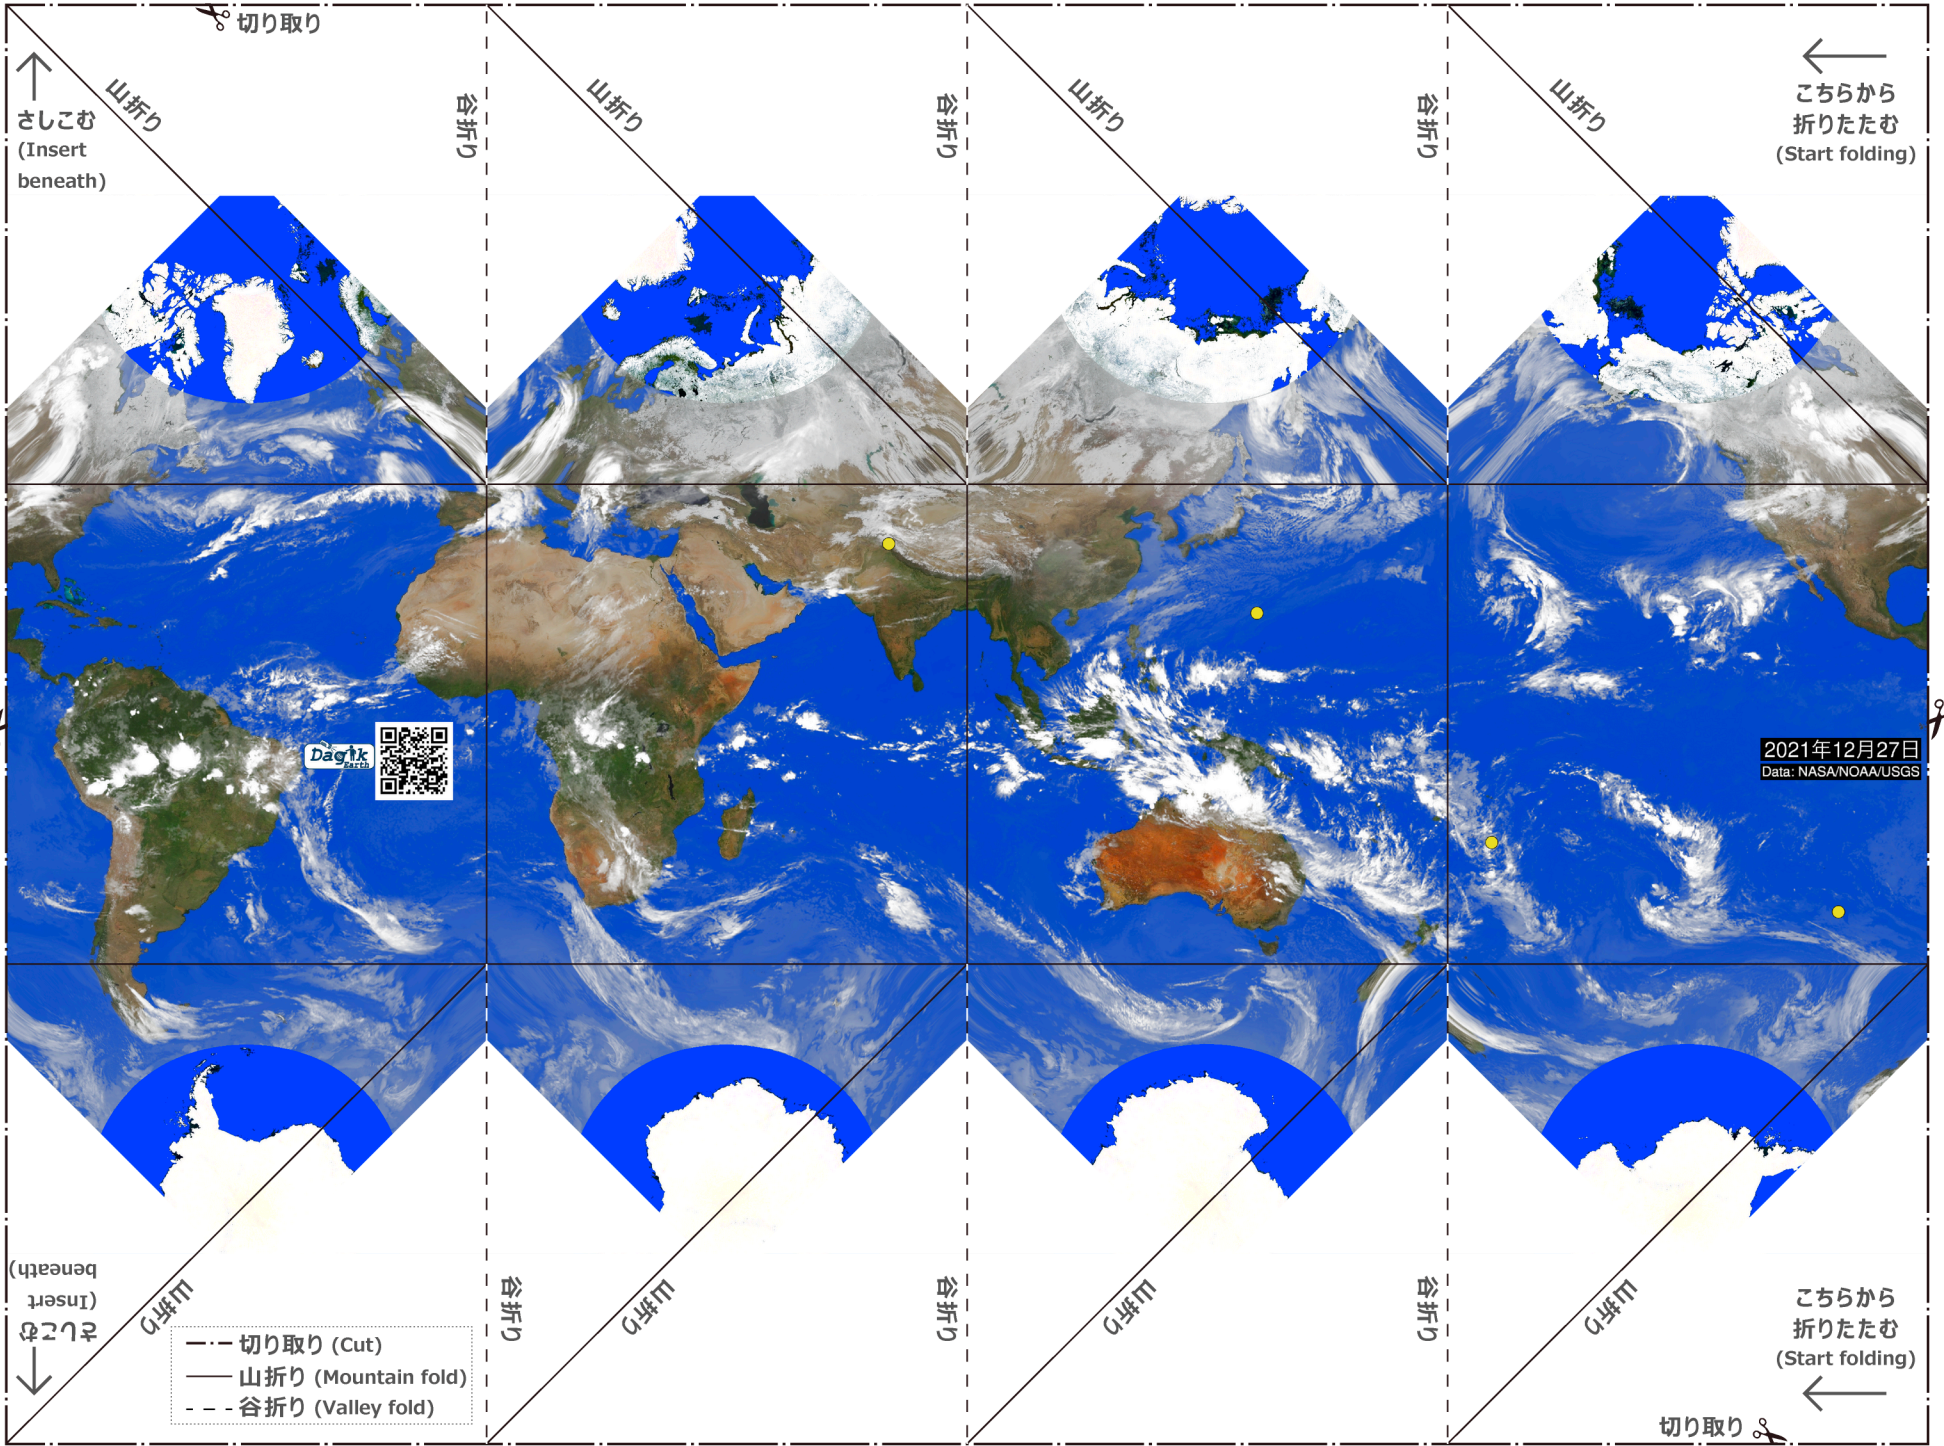 切り取り
山折り
谷折り
山折り
谷折り
山折り
谷折り
山折り
さしこむ
(Insert
beneath)
こちらから
折りたたむ
(Start folding)
Dagik
Earth
2021年12月27日
Data: NASA/NOAA/USGS
さしこむ
(Insert
beneath)
山折り
谷折り
山折り
谷折り
山折り
谷折り
山折り
切り取り (Cut)
山折り (Mountain fold)
谷折り (Valley fold)
こちらから
折りたたむ
(Start folding)
切り取り